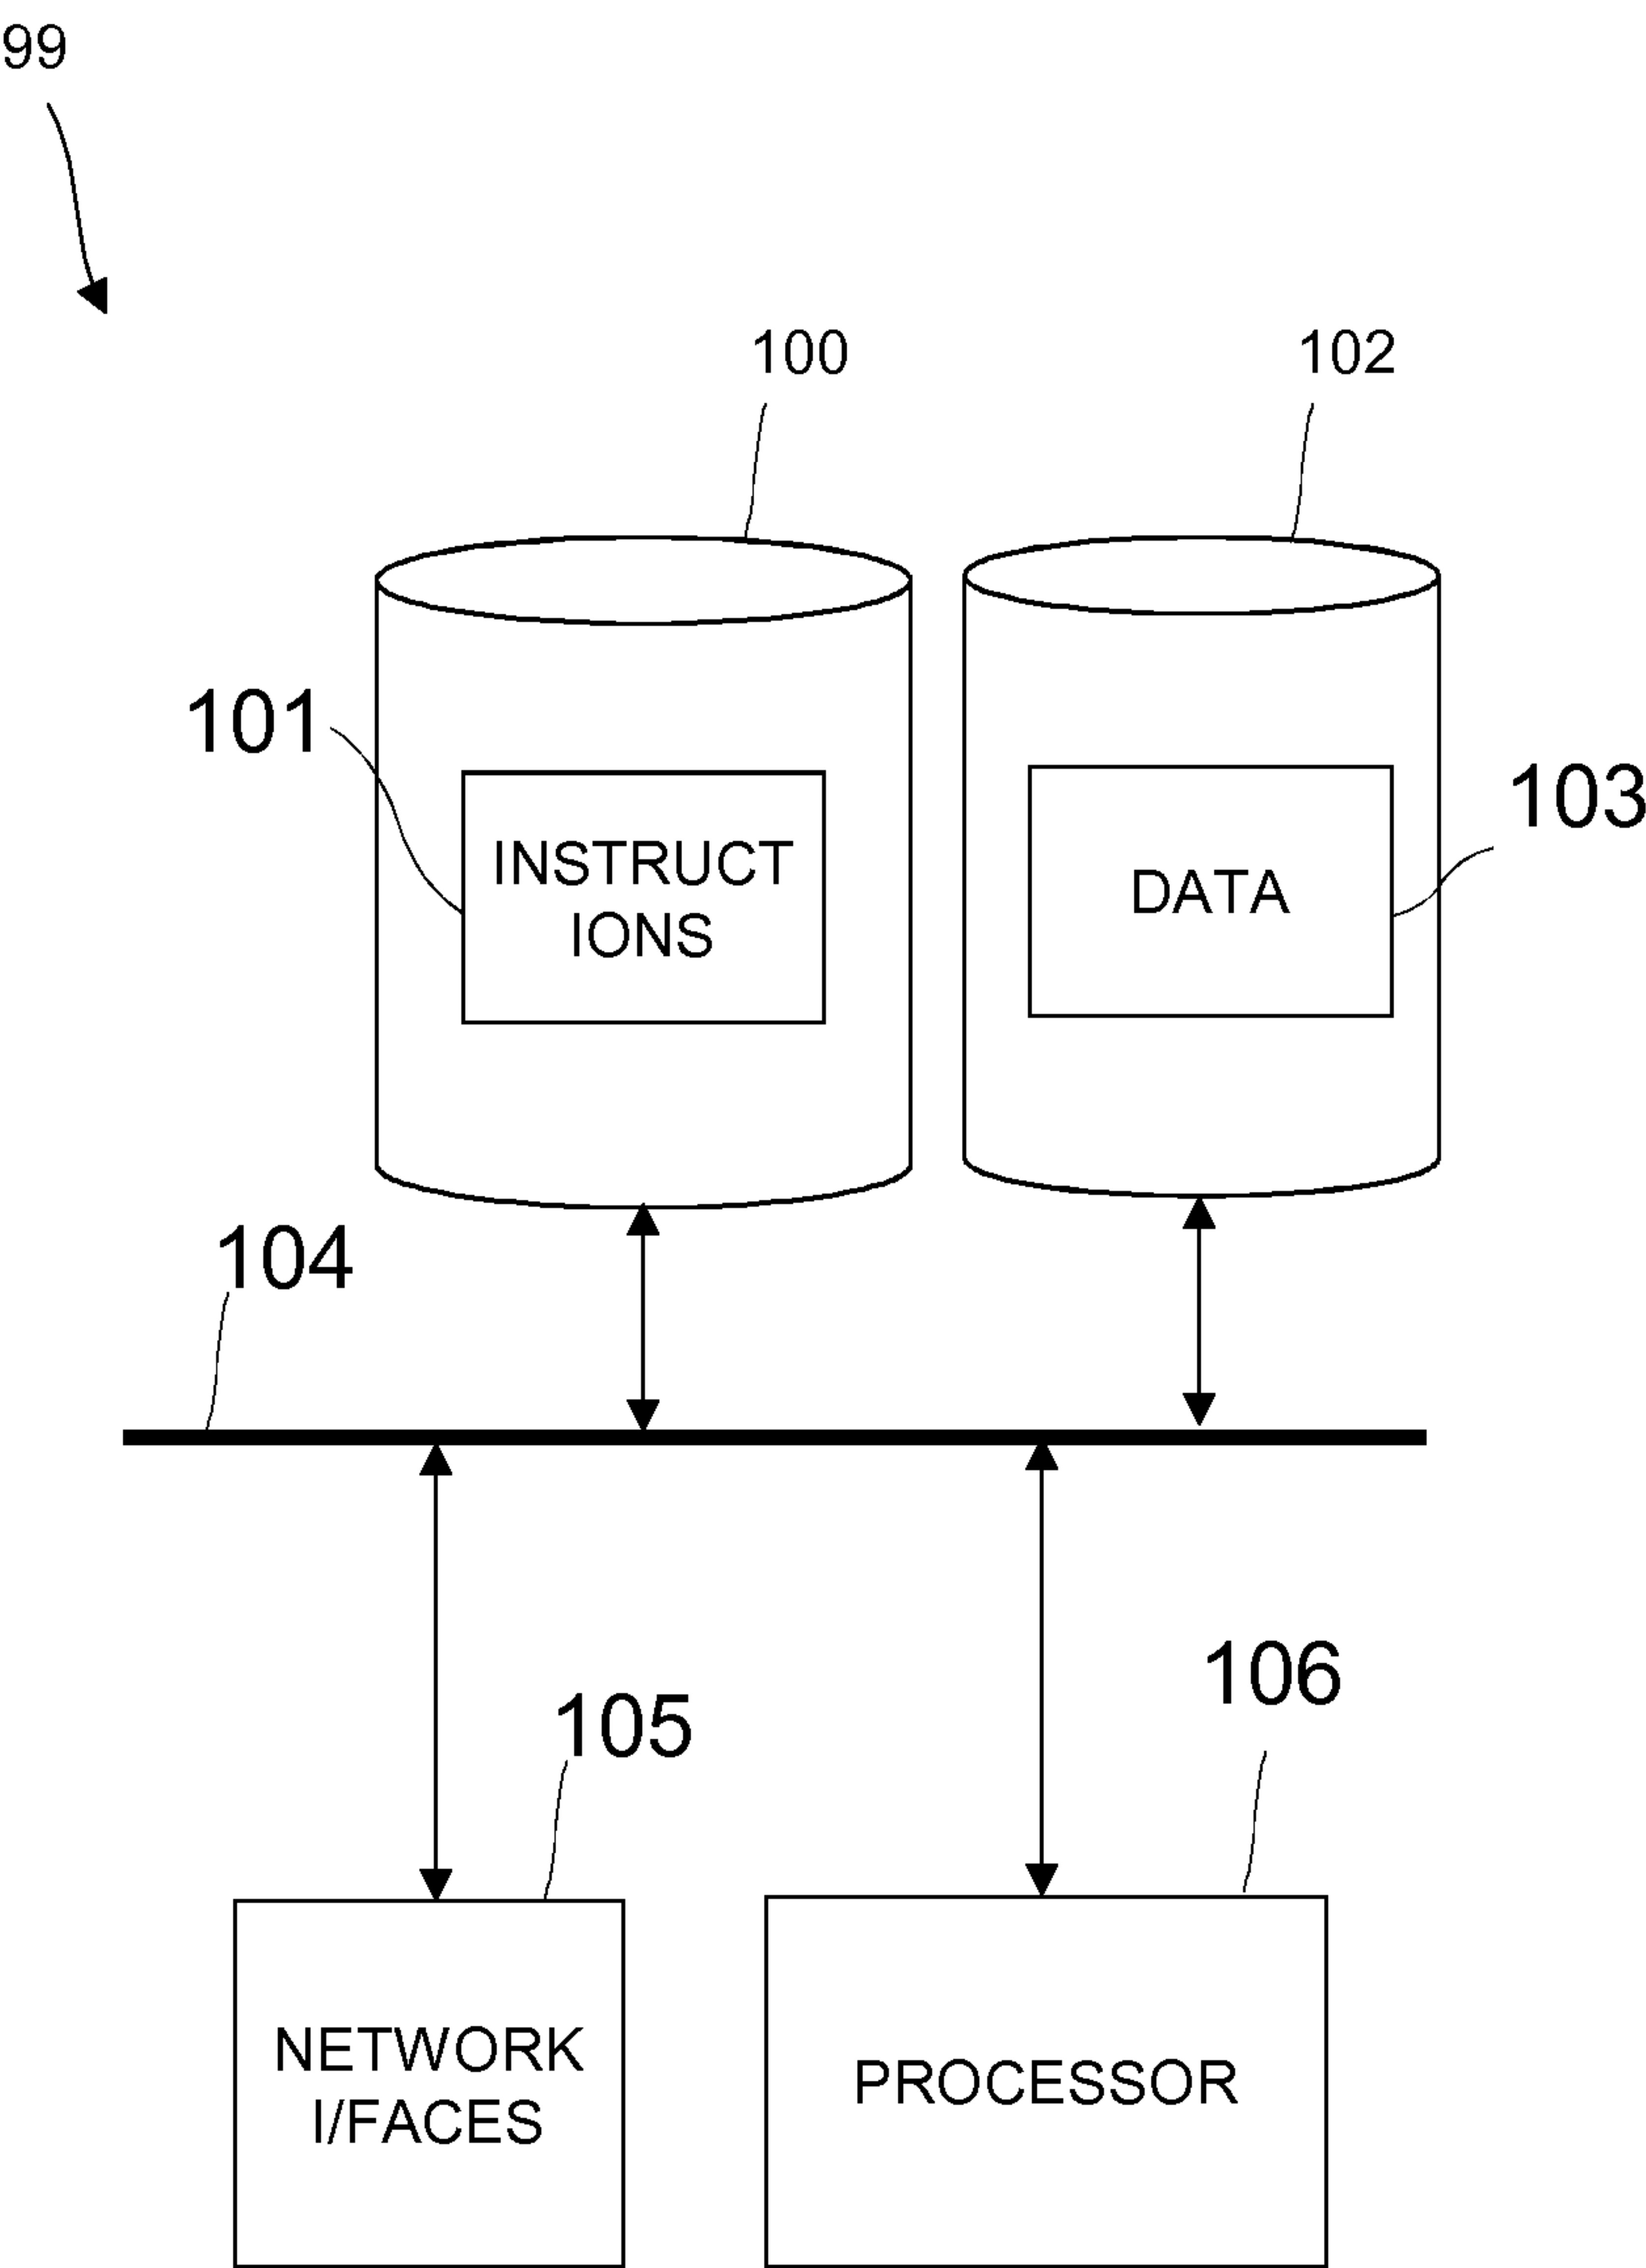 99
100
102
101
103
INSTRUCT
IONS
DATA
104
106
105
NETWORK
I/FACES
PROCESSOR